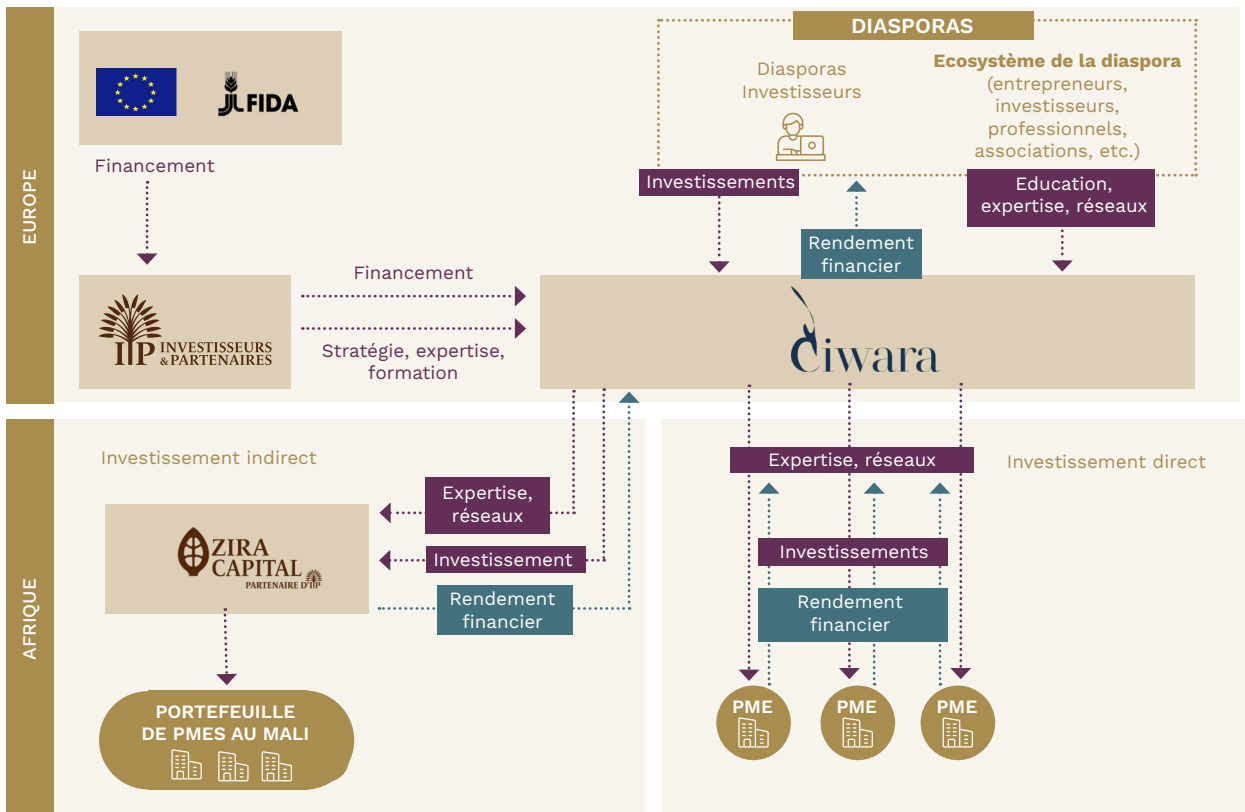 EUROPE
FIDA
Financement
DIASPORAS
Diasporas
Investisseurs
Ecosystème de la diaspora
(entrepreneurs,
investisseurs,
professionnels,
associations, etc.)
Investissements
Education,
expertise, réseaux
Rendement
financier
I&P INVESTISSEURS
& PARTENAIRES
Financement
Stratégie, expertise,
formation
Ciwara
AFRIQUE
Investissement indirect
Expertise,
réseaux
ZIRA
CAPITAL
PARTENAIRE D'I&P
Investissement
Rendement
financier
PORTEFEUILLE
DE PMES AU MALI
Investissement direct
Expertise, réseaux
Investissements
Rendement
financier
PME
PME
PME